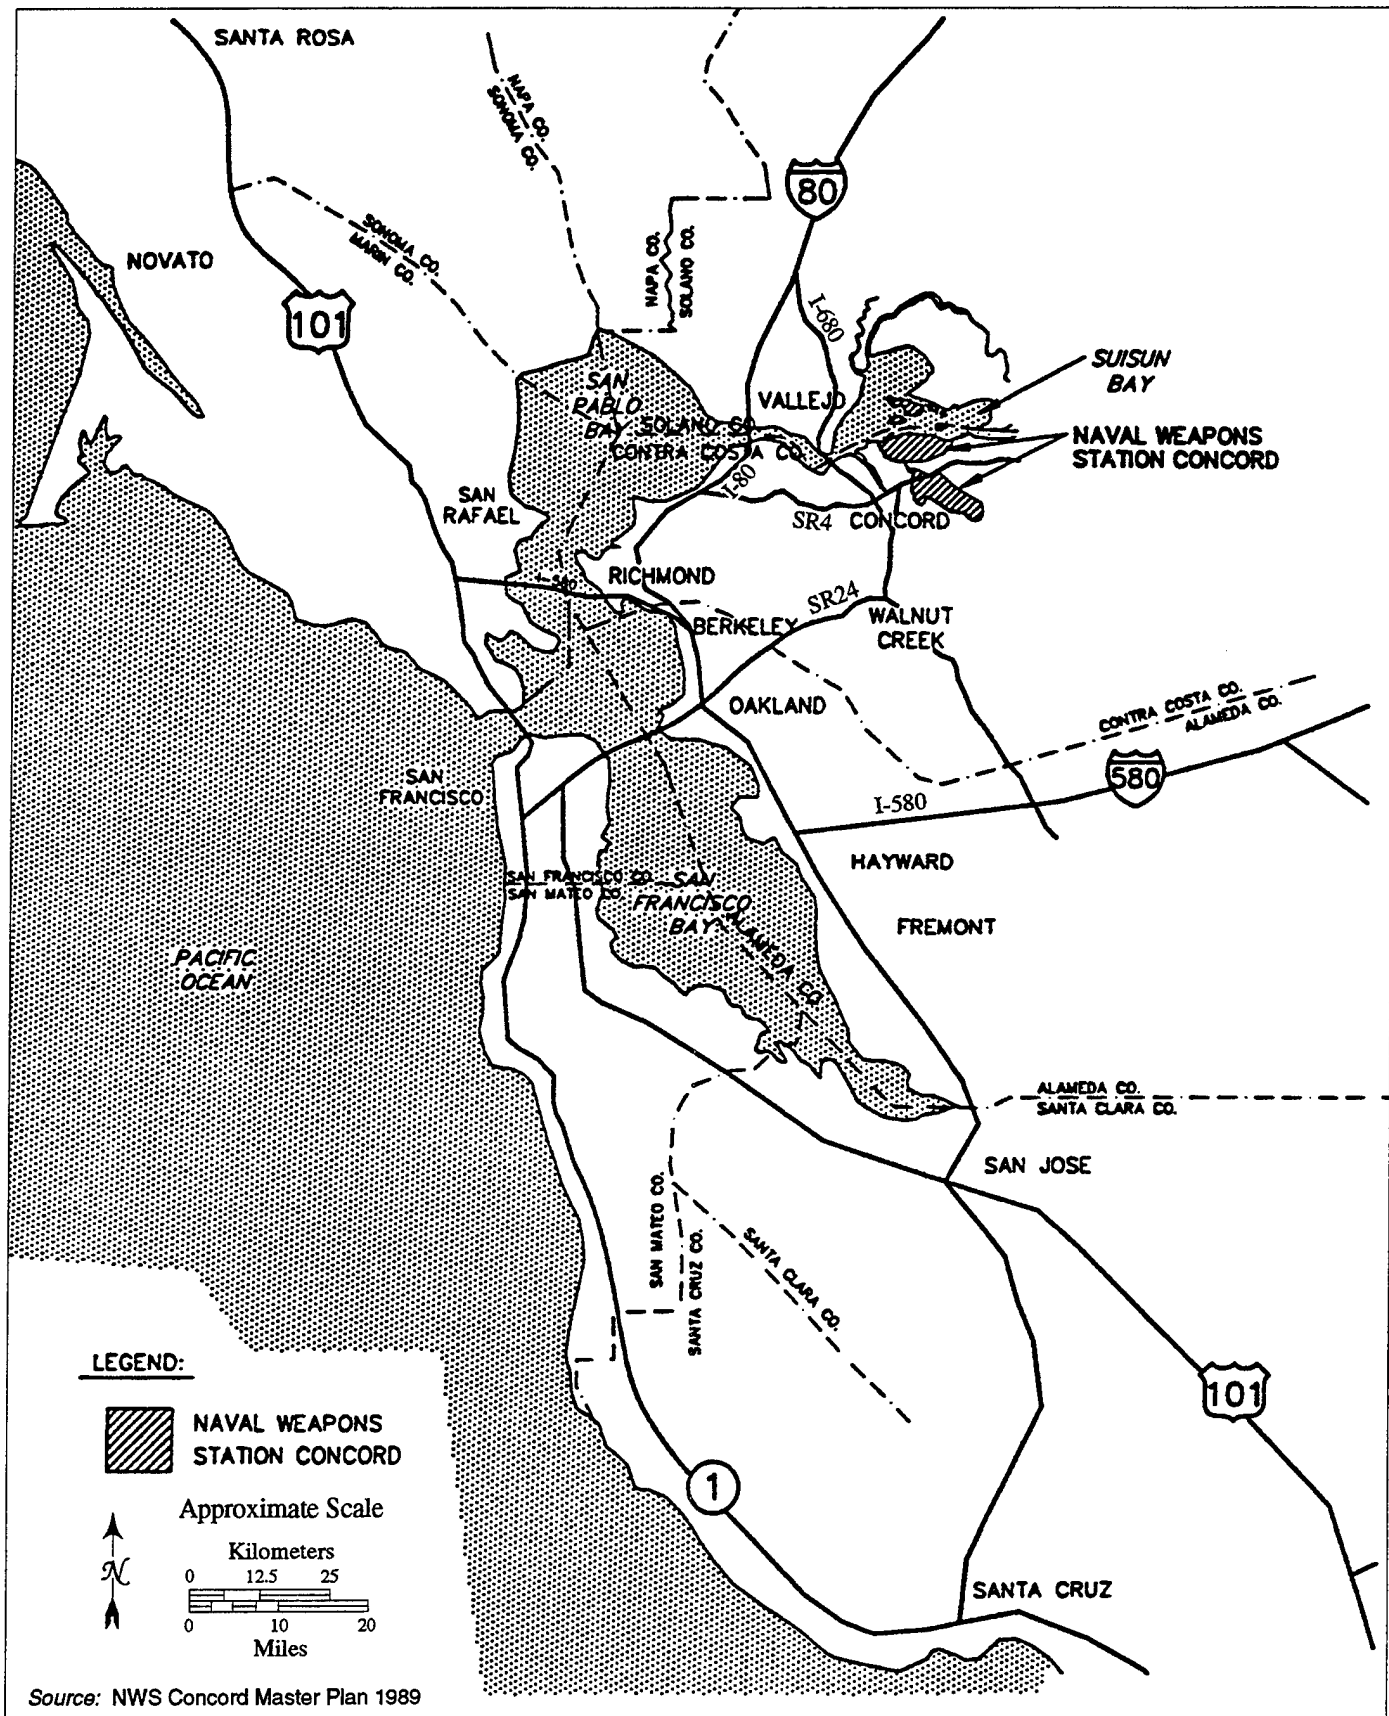 SANTA ROSA
NAPA CO.
SONOMA CO.
80
SONOMA CO.
MARIN CO.
NAPA CO.
SOLANO CO.
NOVATO
101
I-680
SUISUN
BAY
SAN
PABLO
BAY
VALLEJO
SOLANO CO.
CONTRA COSTA CO.
NAVAL WEAPONS
STATION CONCORD
I-80
SAN
RAFAEL
SR4
CONCORD
I-580
RICHMOND
SR24
BERKELEY
WALNUT
CREEK
OAKLAND
CONTRA COSTA CO.
ALAMEDA CO.
580
SAN
FRANCISCO
I-580
HAYWARD
SAN FRANCISCO CO.
SAN MATEO CO.
SAN
FRANCISCO
BAY
ALAMEDA CO.
FREMONT
PACIFIC
OCEAN
ALAMEDA CO.
SANTA CLARA CO.
SAN JOSE
SAN MATEO CO.
SANTA CRUZ CO.
SANTA CLARA CO.
101
LEGEND:
NAVAL WEAPONS
STATION CONCORD
1
Approximate Scale
Kilometers
0 12.5 25
N
0 10 20
Miles
SANTA CRUZ
Source: NWS Concord Master Plan 1989